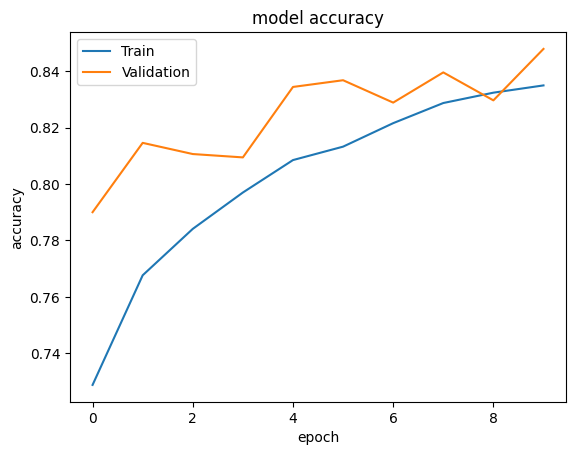 model accuracy
Train
Validation
0.84
0.82
0.80
0.78
0.76
0.74
accuracy
0 2 4 6 8
epoch